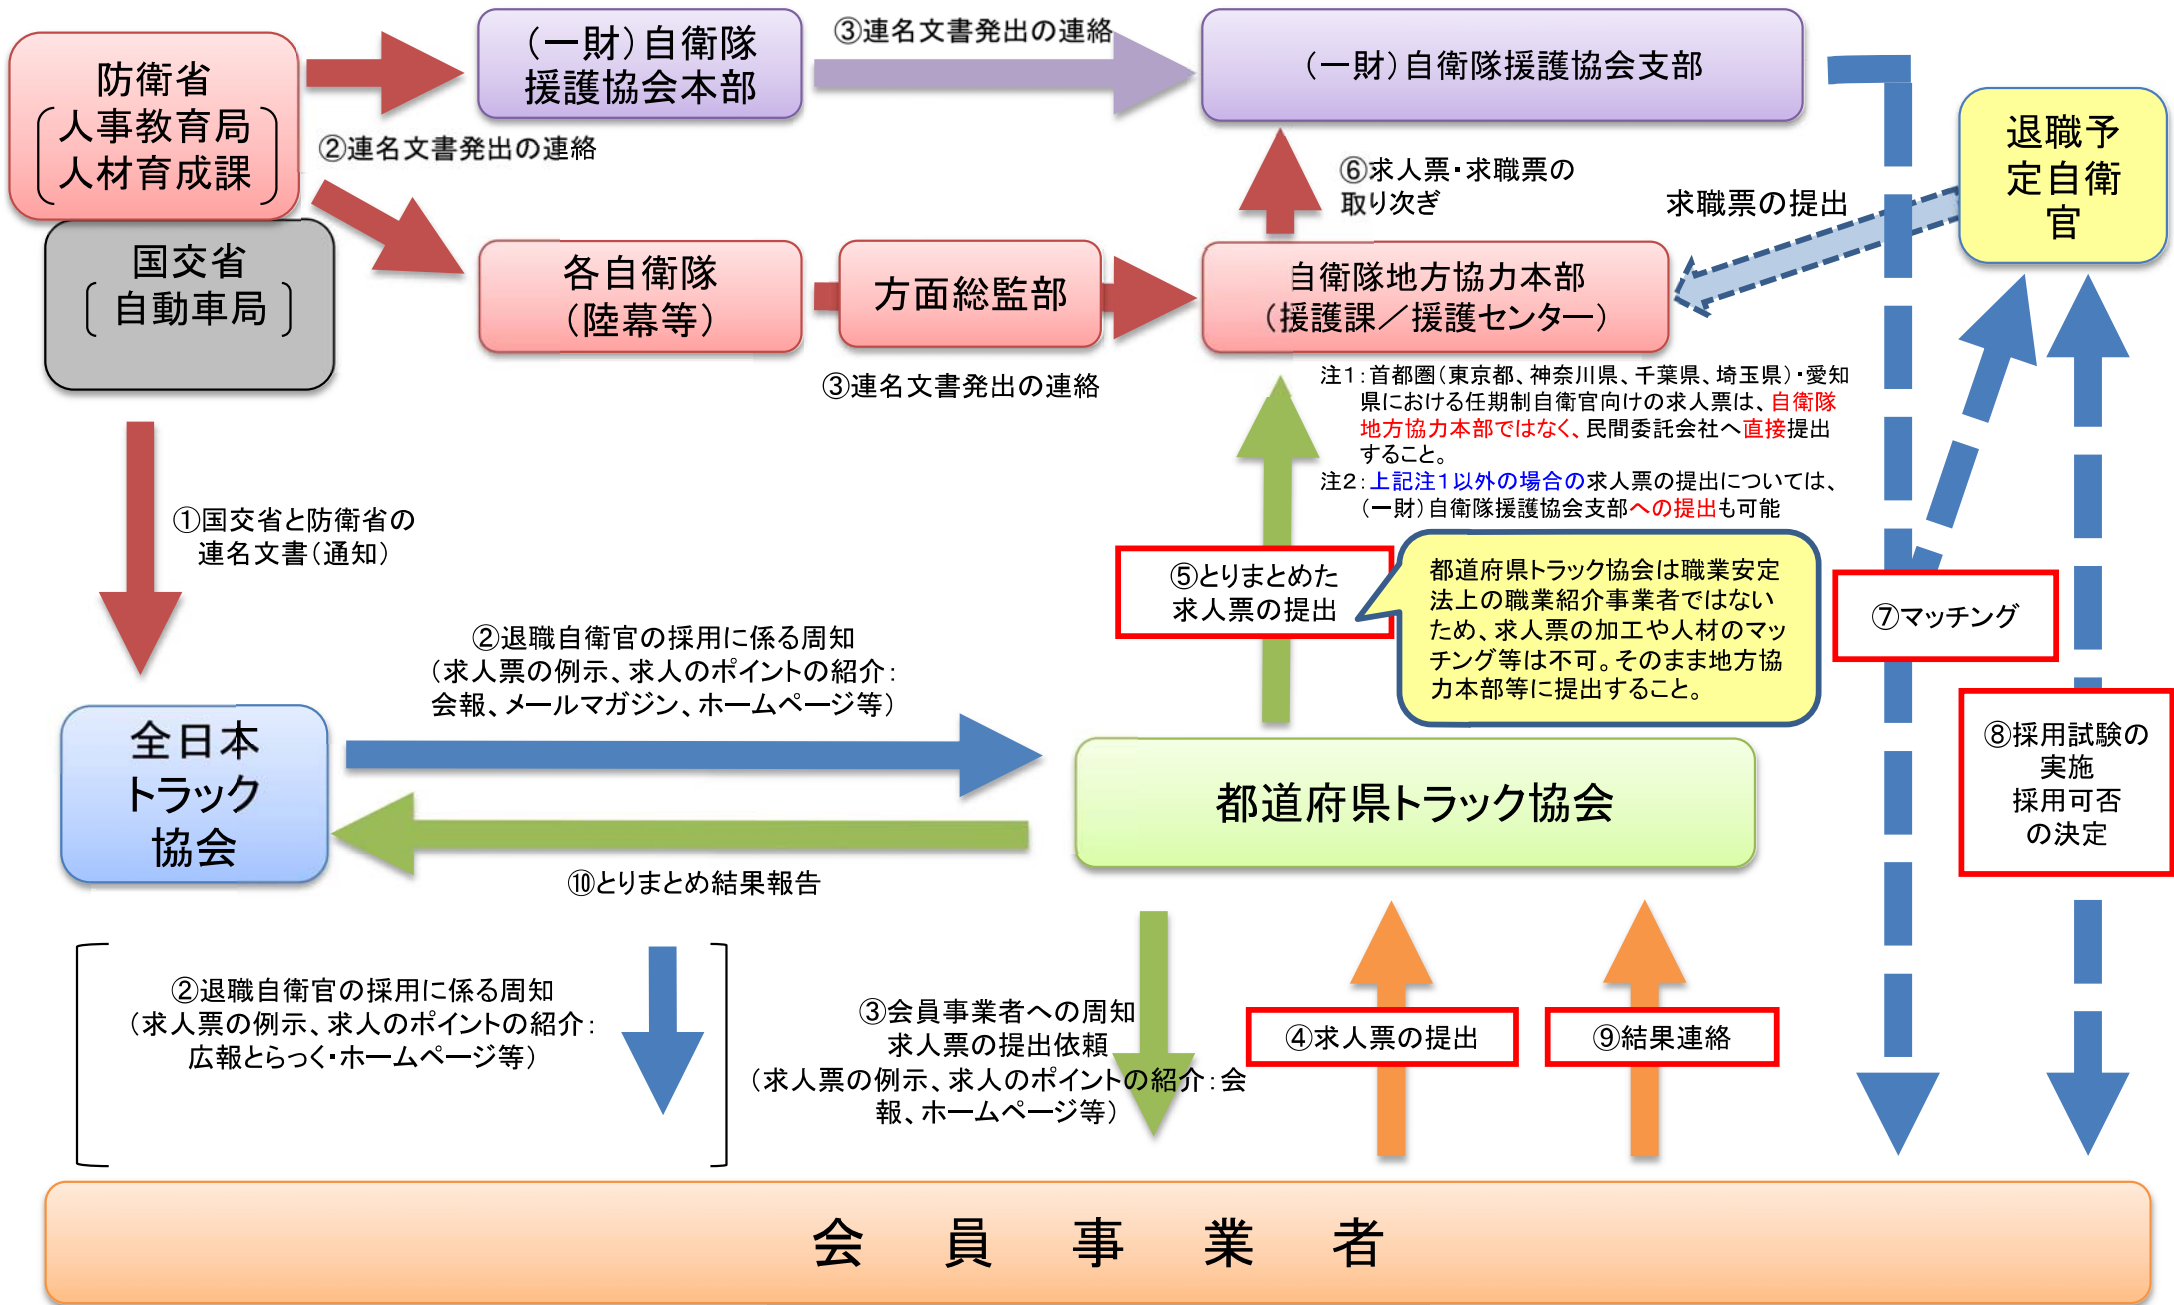 防衛省
人事教育局
人材育成課
国交省
自動車局
(一財)自衛隊
援護協会本部
③連名文書発出の連絡
(一財)自衛隊援護協会支部
②連名文書発出の連絡
退職予
定自衛
官
⑥求人票・求職票の
取り次ぎ
求職票の提出
各自衛隊
(陸幕等)
方面総監部
自衛隊地方協力本部
(援護課／援護センター)
③連名文書発出の連絡
注1:首都圏(東京都、神奈川県、千葉県、埼玉県)・愛知
県における任期制自衛官向けの求人票は、自衛隊
地方協力本部ではなく、民間委託会社へ直接提出
すること。
注2:上記注1以外の場合の求人票の提出については、
(一財)自衛隊援護協会支部への提出も可能
①国交省と防衛省の
連名文書(通知)
⑤とりまとめた
求人票の提出
都道府県トラック協会は職業安定
法上の職業紹介事業者ではない
ため、求人票の加工や人材のマッ
チング等は不可。そのまま地方協
力本部等に提出すること。
⑦マッチング
②退職自衛官の採用に係る周知
(求人票の例示、求人のポイントの紹介:
会報、メールマガジン、ホームページ等)
⑧採用試験の
実施
採用可否
の決定
全日本
トラック
協会
都道府県トラック協会
⑩とりまとめ結果報告
②退職自衛官の採用に係る周知
(求人票の例示、求人のポイントの紹介:
広報とらっく・ホームページ等)
③会員事業者への周知
求人票の提出依頼
(求人票の例示、求人のポイントの紹介:会
報、ホームページ等)
④求人票の提出
⑨結果連絡
会員事業者